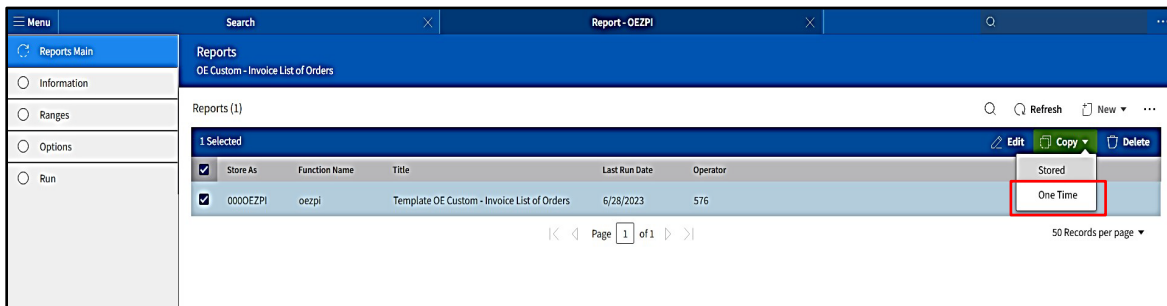 Menu Search Report - OEZPI
Reports Main
Reports
OE Custom - Invoice List of Orders
Information
Ranges
Options
Run
Reports (1) Refresh New
1 Selected Edit Copy Delete
Store As Function Name Title Last Run Date Operator
000OEZPI oezpi Template OE Custom - Invoice List of Orders 6/28/2023 576
Stored
One Time
Page 1 of 1 50 Records per page